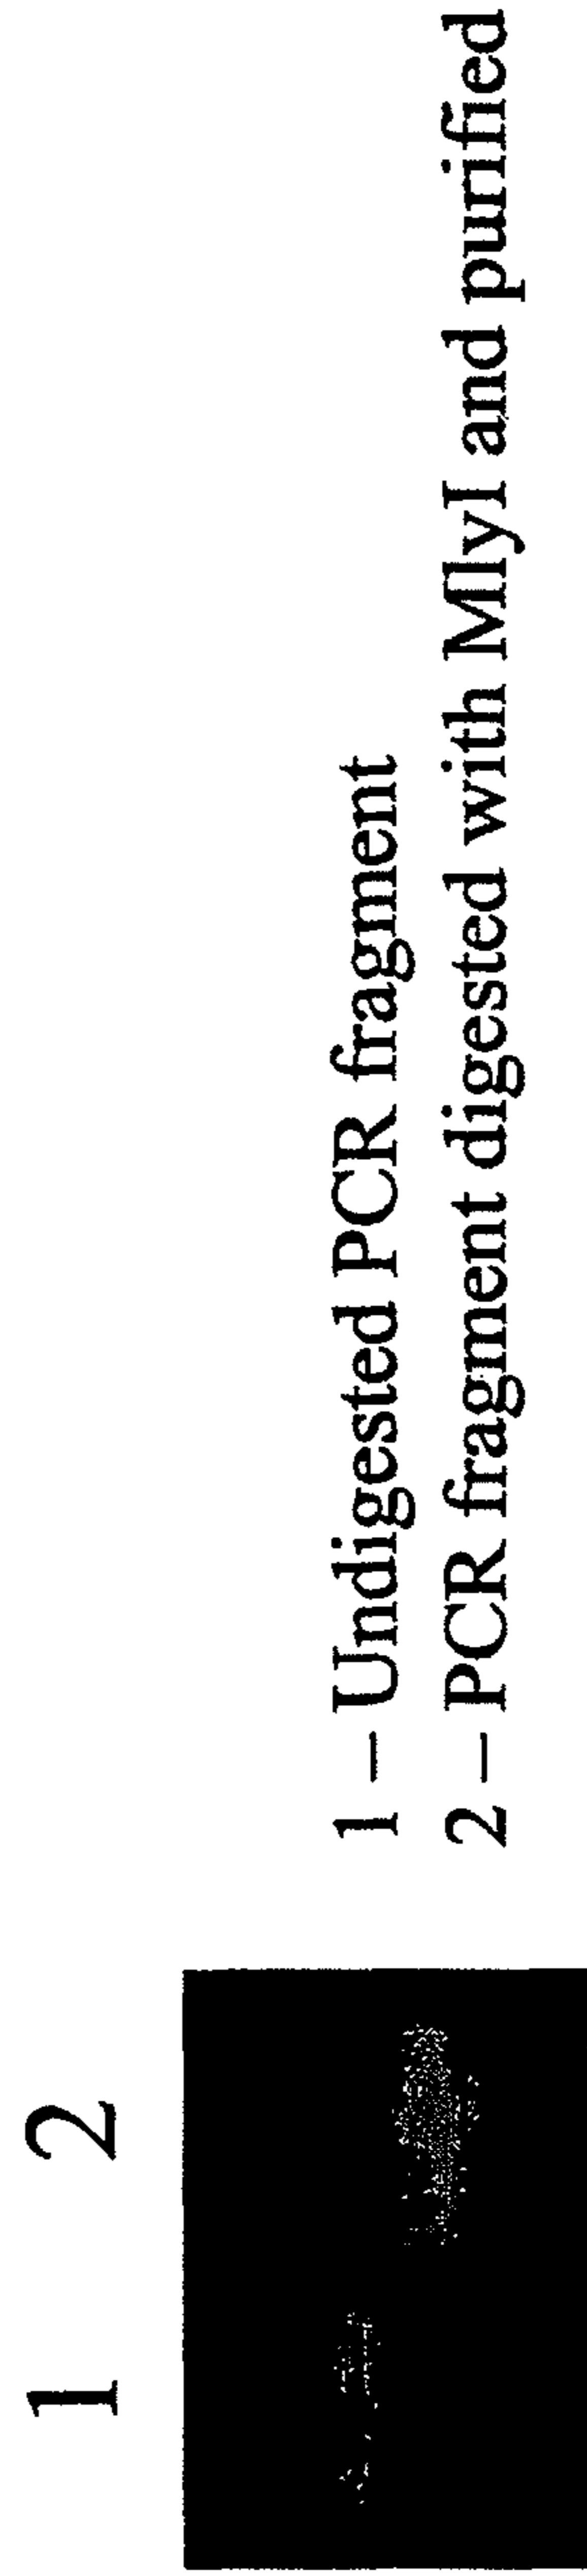 1 2
1 – Undigested PCR fragment
2 – PCR fragment digested with MlyI and purified